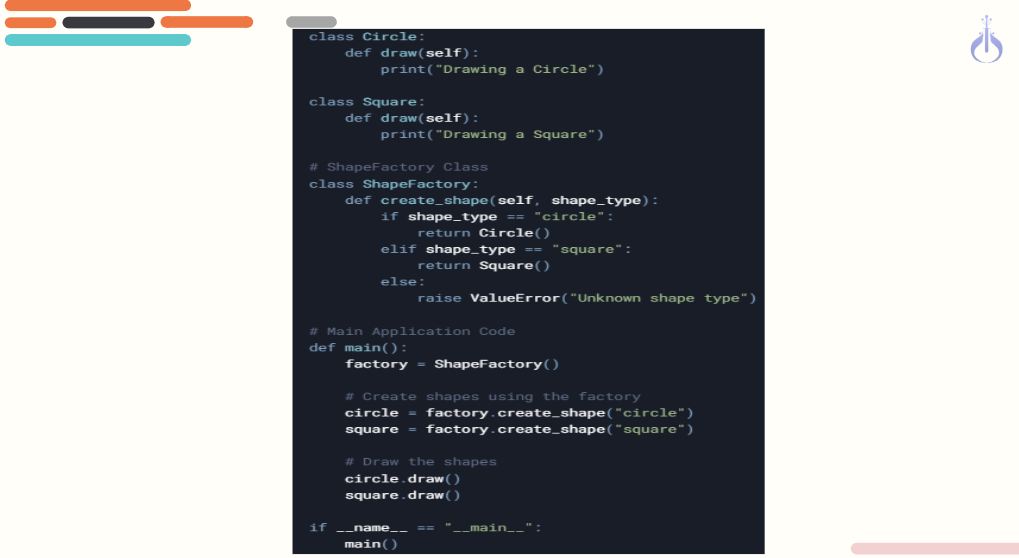 class Circle:
    def draw(self):
        print("Drawing a Circle")

class Square:
    def draw(self):
        print("Drawing a Square")

# ShapeFactory Class
class ShapeFactory:
    def create_shape(self, shape_type):
        if shape_type == "circle":
            return Circle()
        elif shape_type == "square":
            return Square()
        else:
            raise ValueError("Unknown shape type")

# Main Application Code
def main():
    factory = ShapeFactory()

    # Create shapes using the factory
    circle = factory.create_shape("circle")
    square = factory.create_shape("square")

    # Draw the shapes
    circle.draw()
    square.draw()

if __name__ == "__main__":
    main()